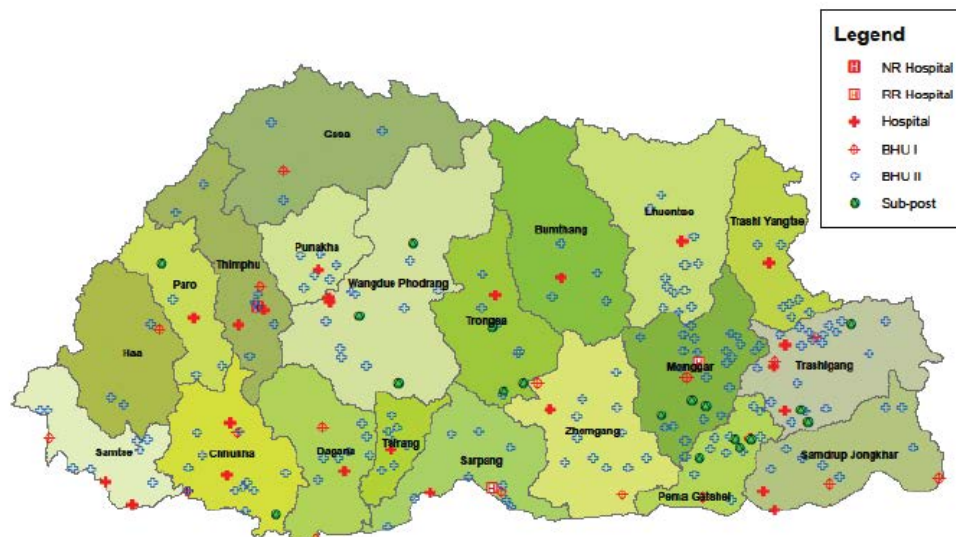 Legend
NR Hospital
RR Hospital
Hospital
BHU I
BHU II
Sub-post
Gasa
Punakha
Thimphu
Paro
Haa
Wangdue Phodrang
Bumthang
Lhuentse
Trashi Yangtse
Trongsa
Monggar
Trashigang
Samtse
Chhukha
Dagana
Tsirang
Sarpang
Zhemgang
Pema Gatshel
Samdrup Jongkhar